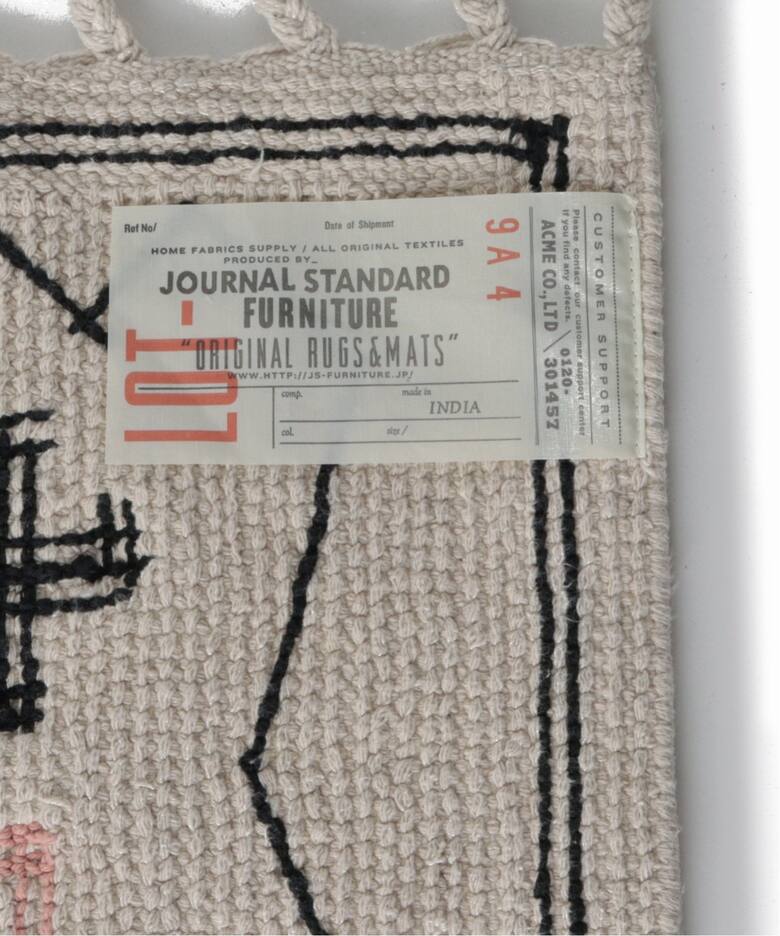 Ref No/
Date of Shipment
HOME FABRICS SUPPLY / ALL ORIGINAL TEXTILES
PRODUCED BY_
JOURNAL STANDARD
FURNITURE
"ORIGINAL RUGS&MATS"
WWW.HTTP://JS-FURNITURE.JP/
comp.
made in
INDIA
col.
size/
LOT-
9A4
ACME CO.,LTD \ 0120-301457
If you find any defects.
Please contact our customer support center
CUSTOMER SUPPORT